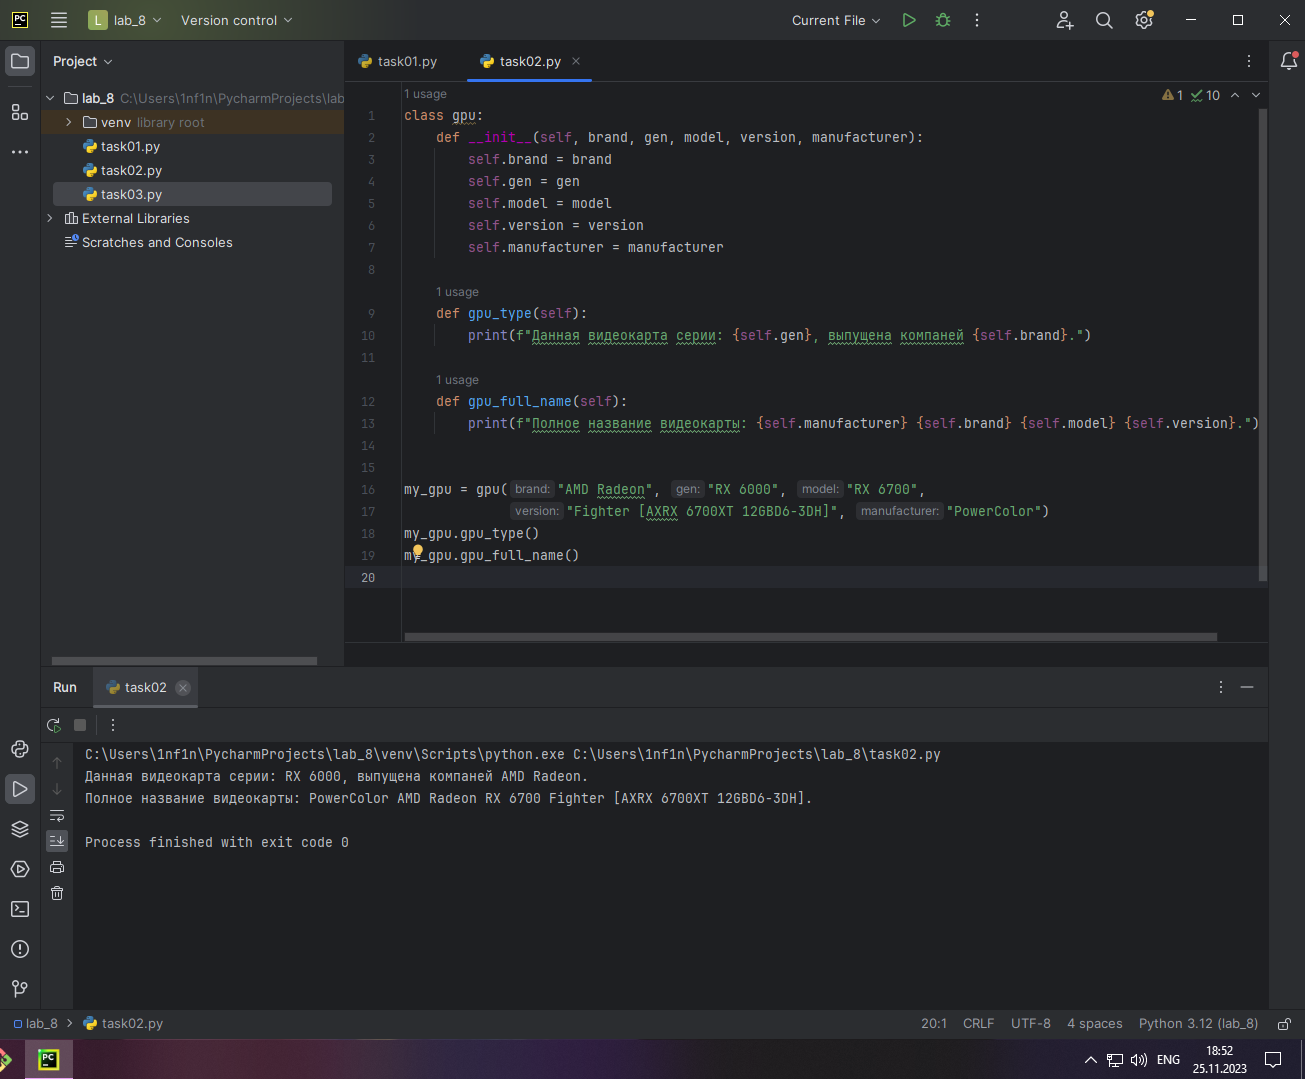 PC
L lab_8 Version control Current File
Project
task01.py task02.py
lab_8 C:\Users\1nf1n\PycharmProjects\lab
venv library root
task01.py
task02.py
task03.py
External Libraries
Scratches and Consoles
1 usage
1 10
1 class gpu:
2 def __init__(self, brand, gen, model, version, manufacturer):
3 self.brand = brand
4 self.gen = gen
5 self.model = model
6 self.version = version
7 self.manufacturer = manufacturer
8
1 usage
9 def gpu_type(self):
10 print(f"Данная видеокарта серии: {self.gen}, выпущена компаней {self.brand}.")
11
1 usage
12 def gpu_full_name(self):
13 print(f"Полное название видеокарты: {self.manufacturer} {self.brand} {self.model} {self.version}.")
14
15
16 my_gpu = gpu( brand: "AMD Radeon", gen: "RX 6000", model: "RX 6700",
17 version: "Fighter [AXRX 6700XT 12GBD6-3DH]", manufacturer: "PowerColor")
18 my_gpu.gpu_type()
19 my_gpu.gpu_full_name()
20
Run task02
C:\Users\1nf1n\PycharmProjects\lab_8\venv\Scripts\python.exe C:\Users\1nf1n\PycharmProjects\lab_8\task02.py
Данная видеокарта серии: RX 6000, выпущена компаней AMD Radeon.
Полное название видеокарты: PowerColor AMD Radeon RX 6700 Fighter [AXRX 6700XT 12GBD6-3DH].
Process finished with exit code 0
lab_8 task02.py 20:1 CRLF UTF-8 4 spaces Python 3.12 (lab_8)
PC
ENG
18:52
25.11.2023